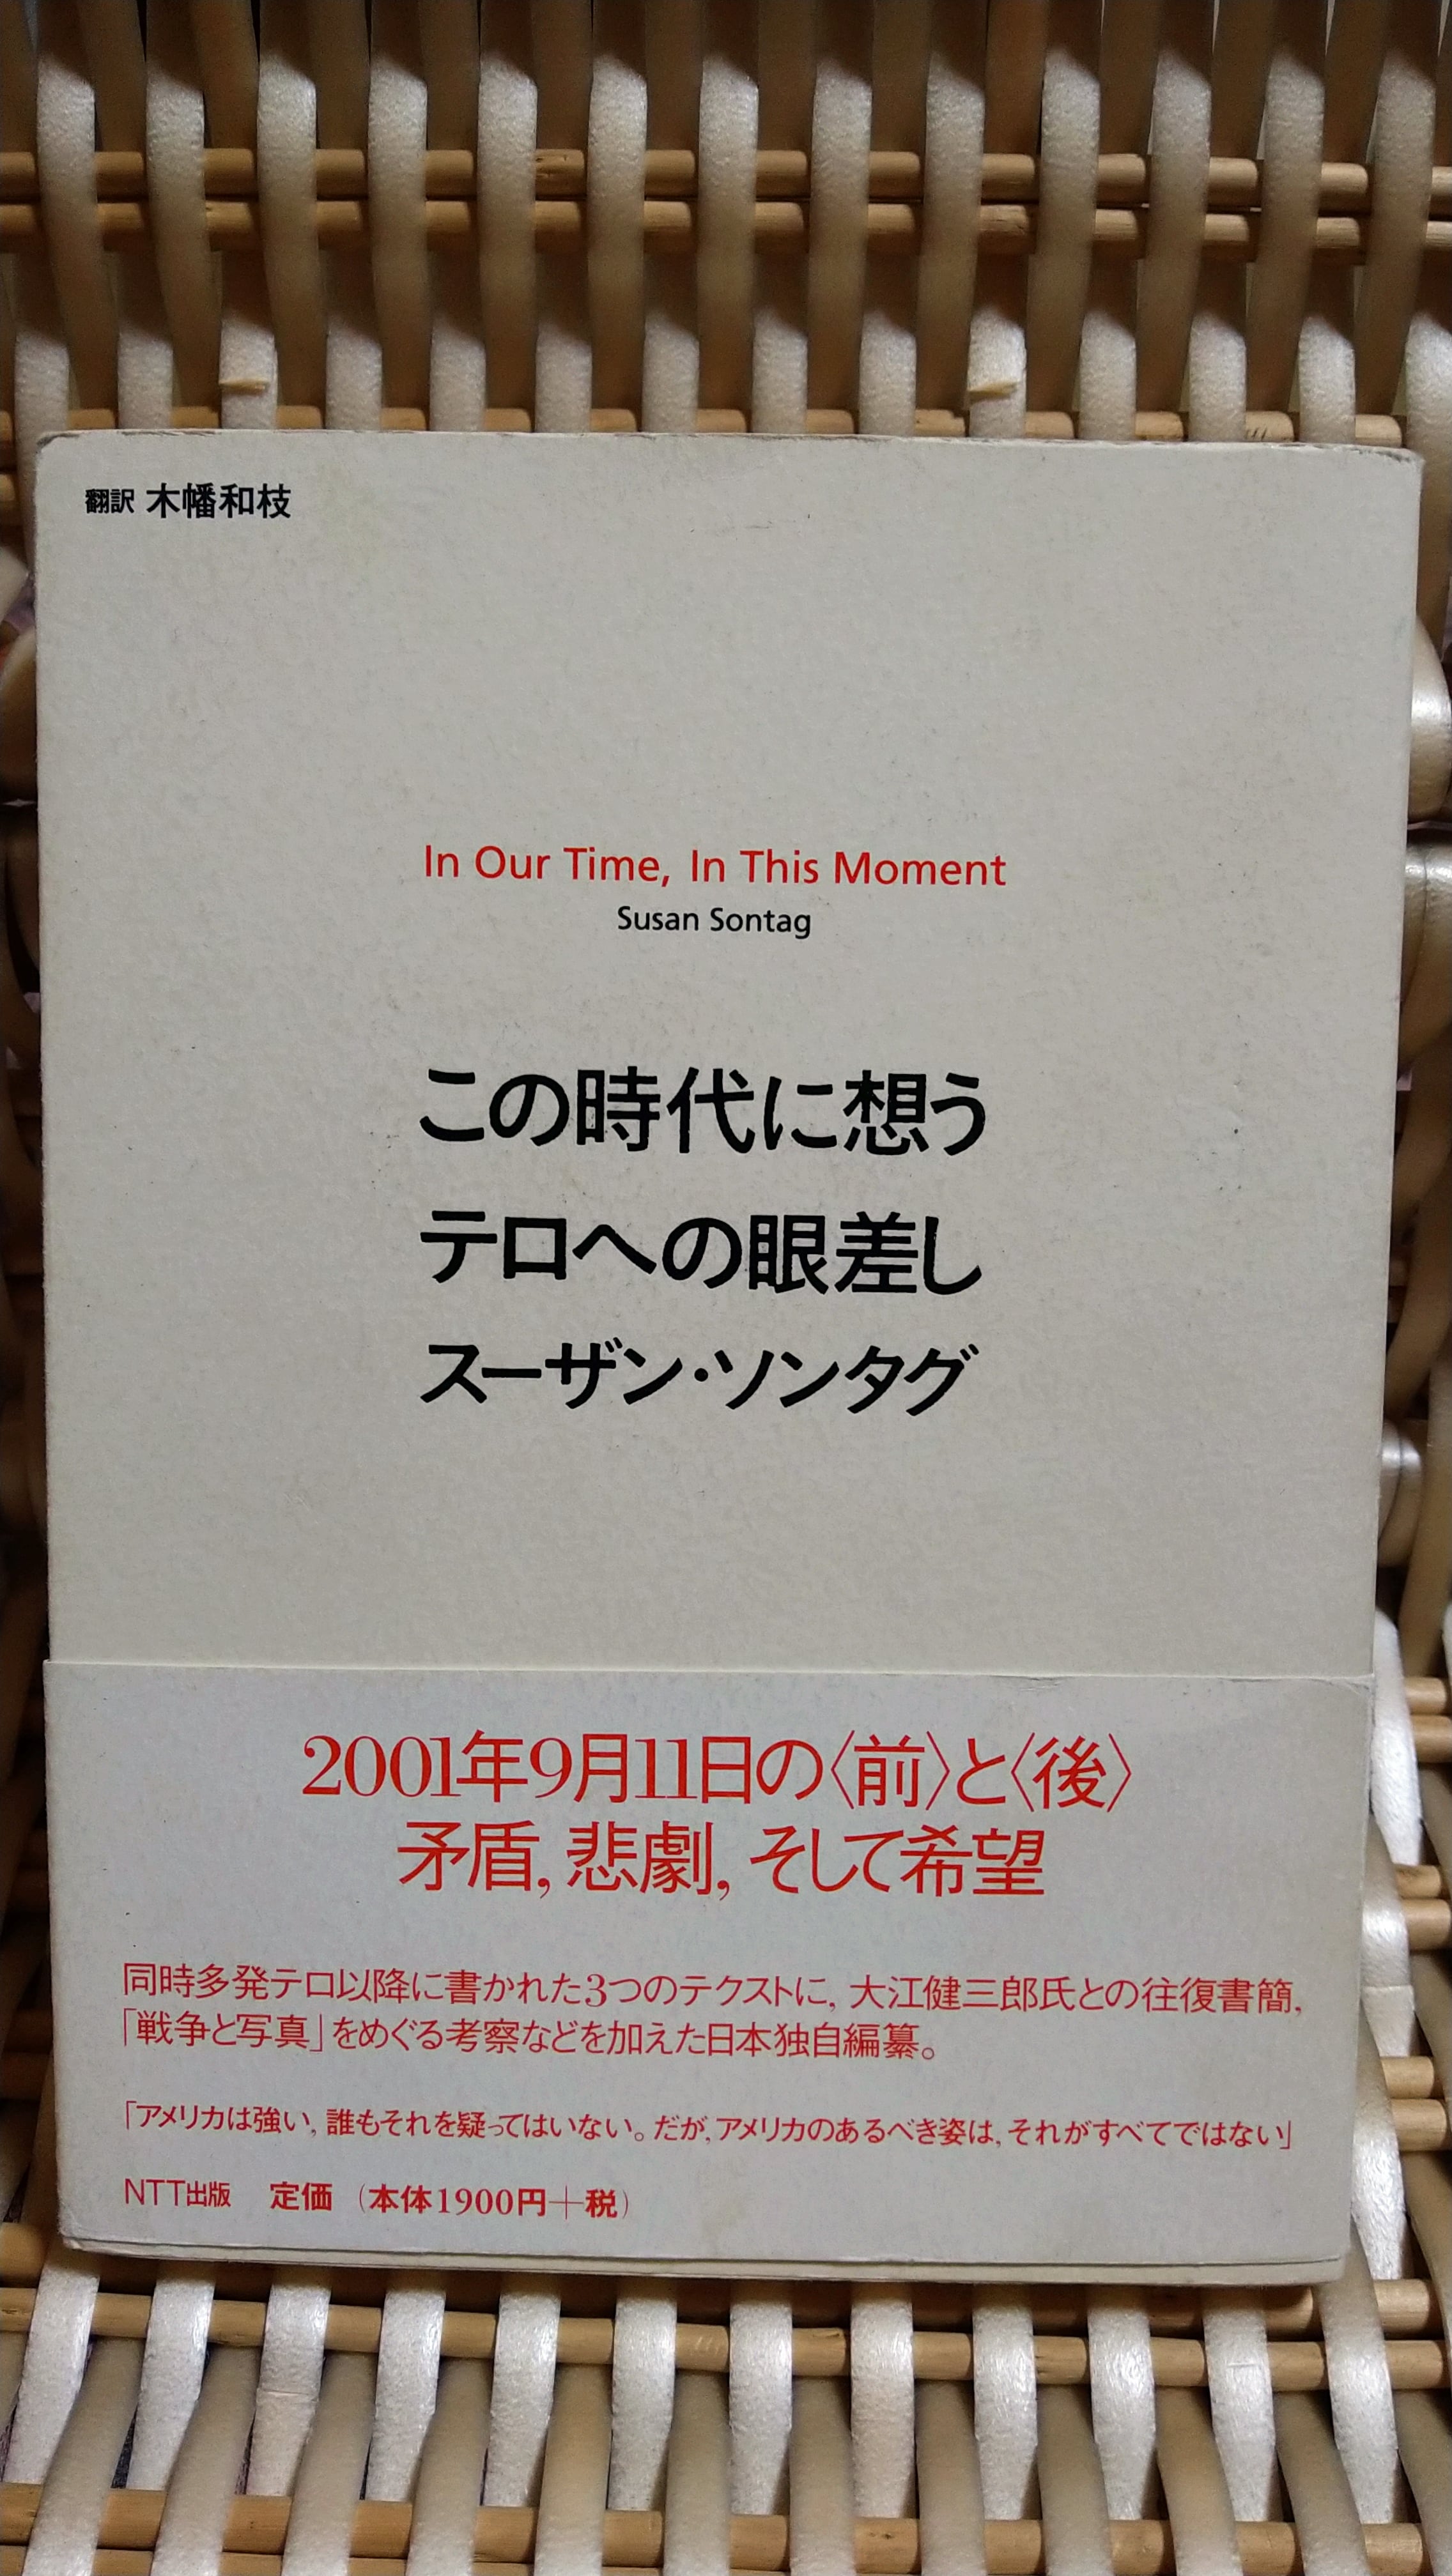 翻訳 木幡和枝
In Our Time, In This Moment
Susan Sontag
この時代に想う
テロへの眼差し
スーザン・ソンタグ
2001年9月11日の〈前〉と〈後〉
矛盾, 悲劇, そして希望
同時多発テロ以降に書かれた3つのテクストに, 大江健三郎氏との往復書簡,
「戦争と写真」をめぐる考察などを加えた日本独自編纂。
「アメリカは強い, 誰もそれを疑ってはいない。だが, アメリカのあるべき姿は, それがすべてではない」
NTT出版 定価 (本体1900円+税)